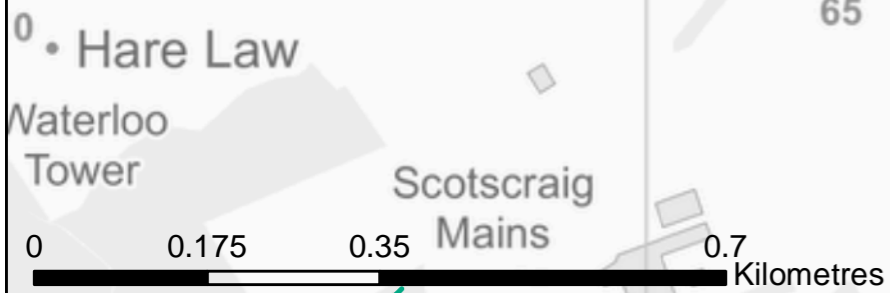 0
65
Hare Law
Waterloo
Tower
Scotscraig
Mains
0 0.175 0.35 0.7
Kilometres